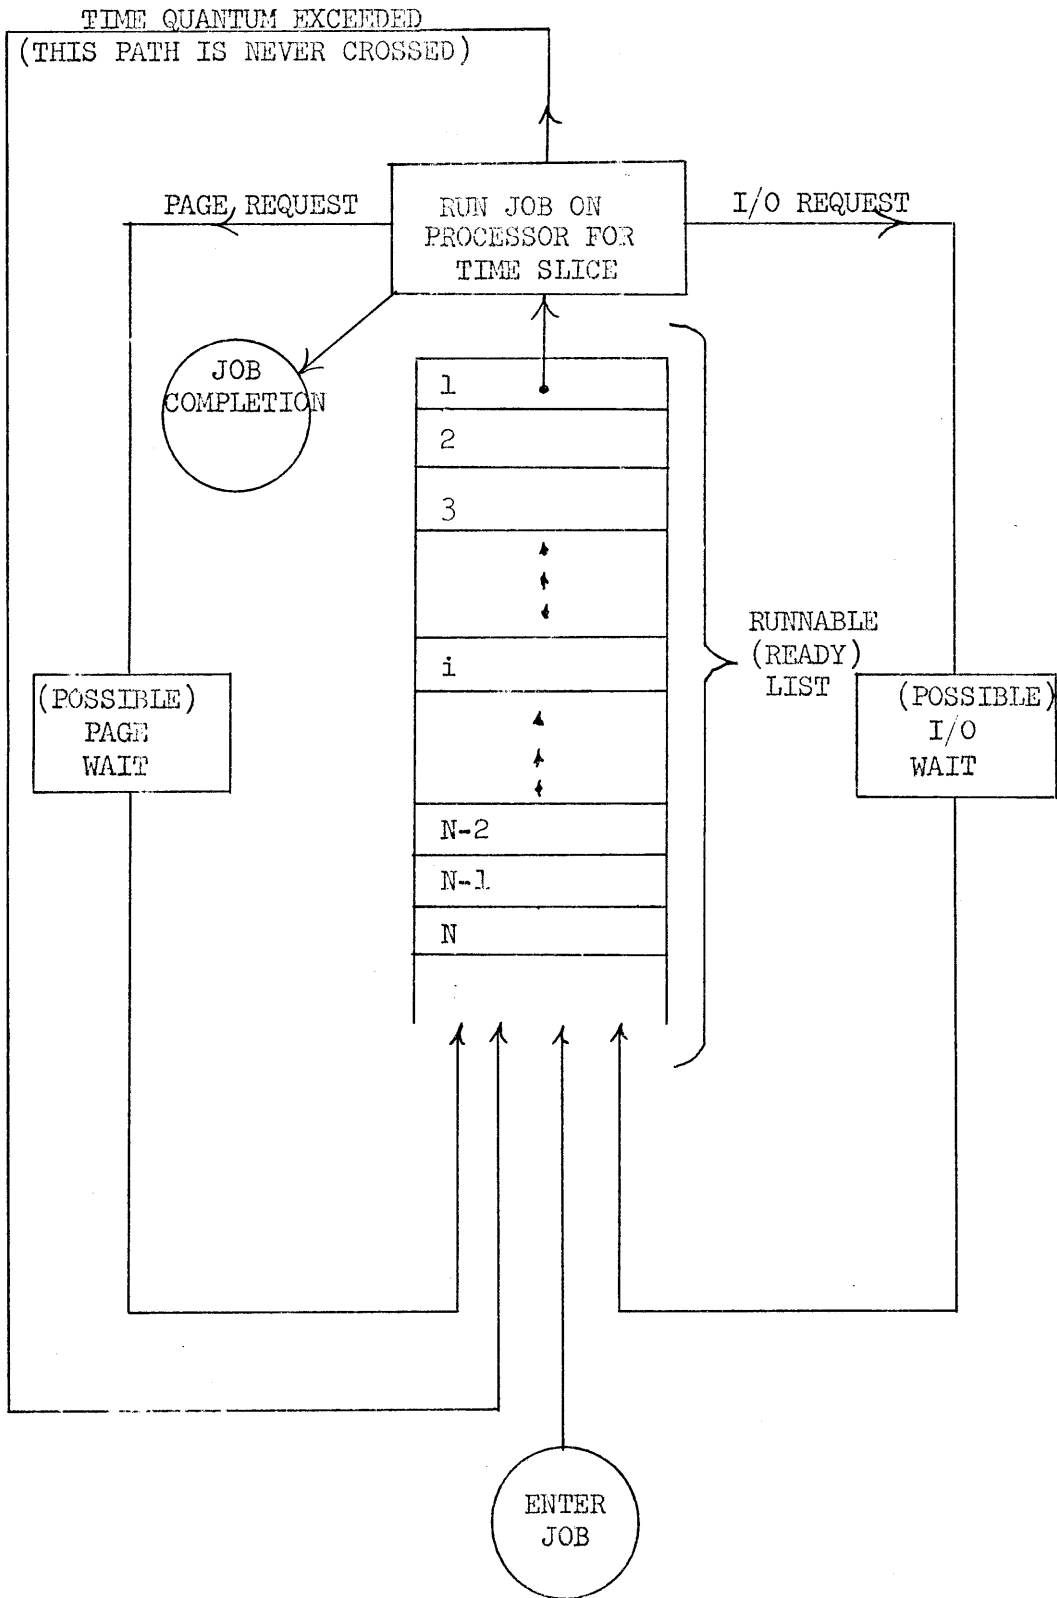 TIME QUANTUM EXCEEDED
(THIS PATH IS NEVER CROSSED)
PAGE REQUEST
RUN JOB ON
PROCESSOR FOR
TIME SLICE
I/O REQUEST
JOB
COMPLETION
1
2
3
i
N-2
N-1
N
RUNNABLE
(READY)
LIST
(POSSIBLE)
PAGE
WAIT
(POSSIBLE)
I/O
WAIT
ENTER
JOB